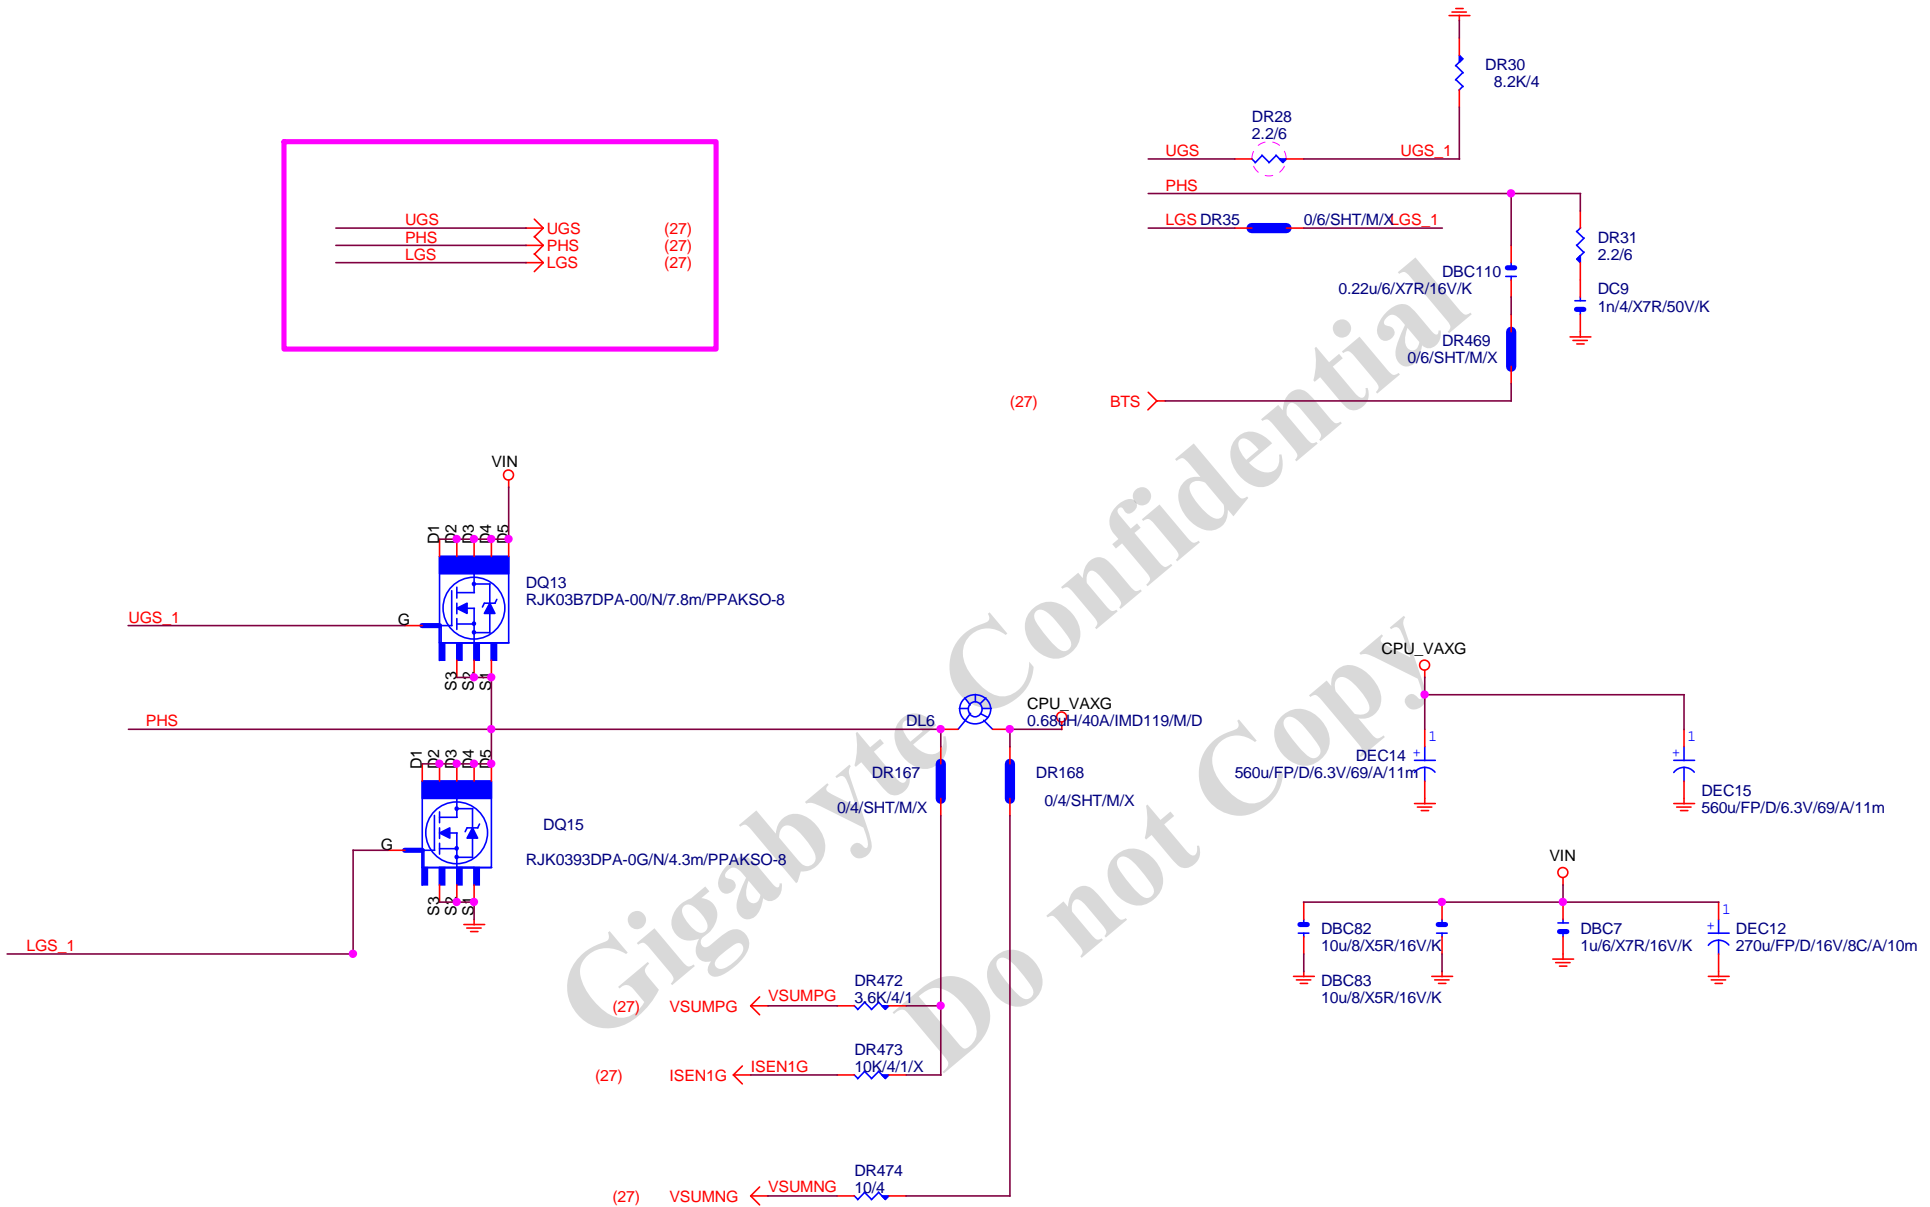 DR30
8.2K/4
DR28
2.2/6
UGS
UGS_1
PHS
LGS
DR35
0/6/SHT/M/X
LGS_1
DR31
2.2/6
DBC110
0.22u/6/X7R/16V/K
DC9
1n/4/X7R/50V/K
DR469
0/6/SHT/M/X
(27)
BTS
UGS
UGS
(27)
PHS
PHS
(27)
LGS
LGS
(27)
VIN
D1
D2
D3
D4
D5
DQ13
RJK03B7DPA-00/N/7.8m/PPAKSO-8
UGS_1
G
S3
S2
S1
PHS
DL6
CPU_VAXG
0.68uH/40A/IMD119/M/D
D1
D2
D3
D4
D5
DR167
0/4/SHT/M/X
DR168
0/4/SHT/M/X
DQ15
RJK0393DPA-0G/N/4.3m/PPAKSO-8
G
S3
S2
S1
LGS_1
CPU_VAXG
1
+
DEC14
560u/FP/D/6.3V/69/A/11m
1
+
DEC15
560u/FP/D/6.3V/69/A/11m
VIN
DBC82
10u/8/X5R/16V/K
DBC83
10u/8/X5R/16V/K
DBC7
1u/6/X7R/16V/K
1
+
DEC12
270u/FP/D/16V/8C/A/10m
DR472
3.6K/4/1
(27)
VSUMPG
VSUMPG
DR473
10K/4/1/X
(27)
ISEN1G
ISEN1G
DR474
10/4
(27)
VSUMNG
VSUMNG
Gigabyte Confidential
Do not Copy